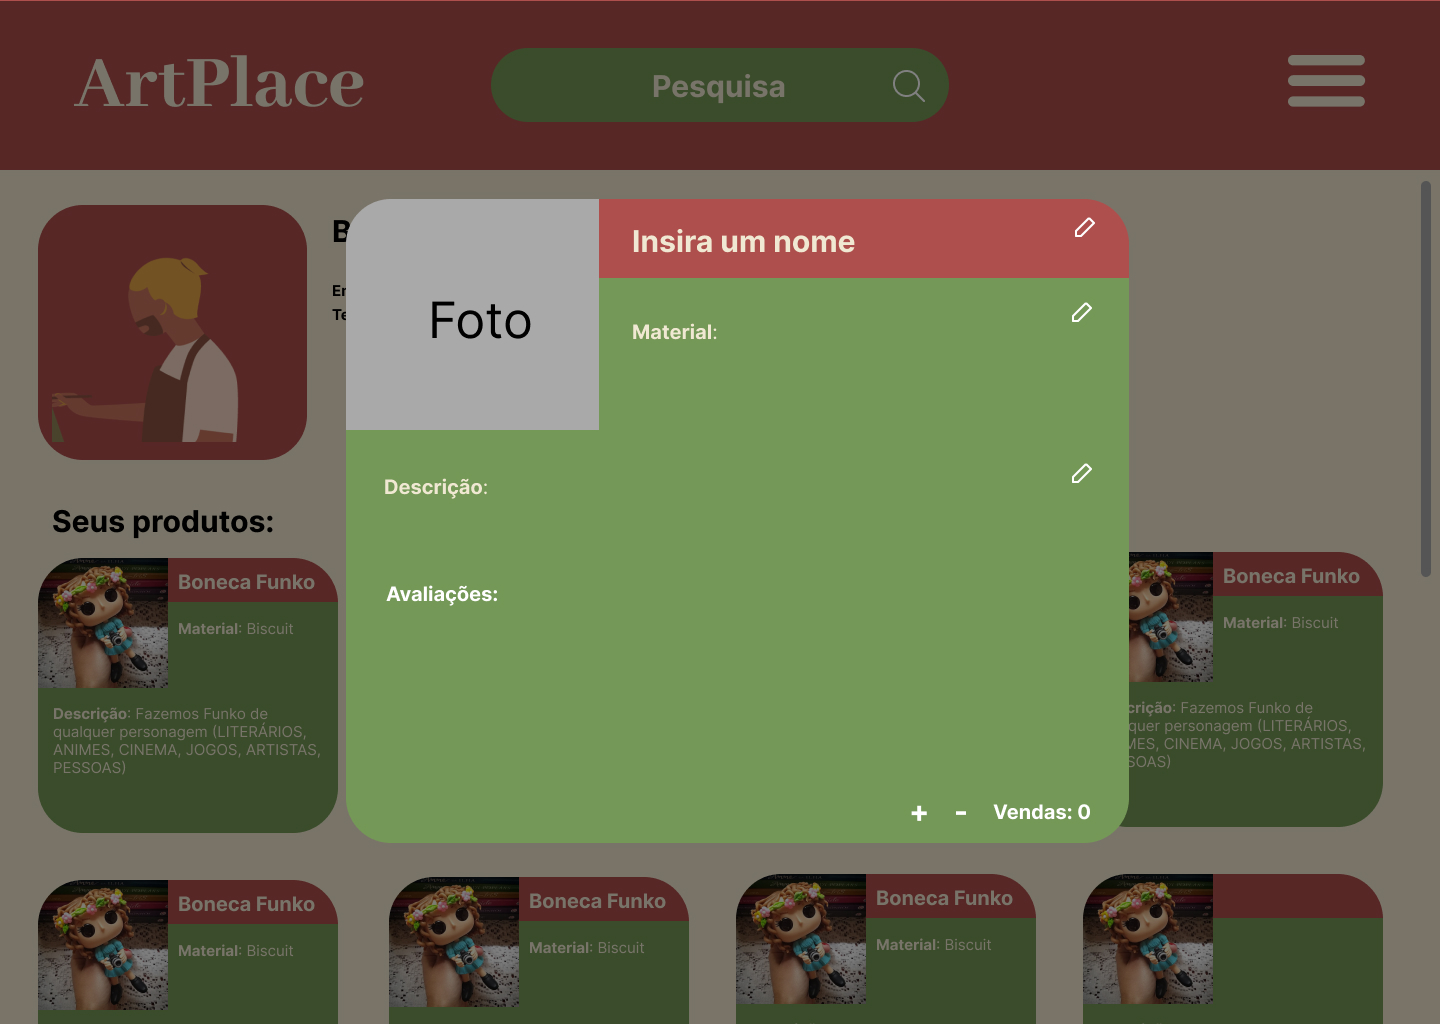 ArtPlace
Pesquisa
B
En
Te
Foto
Insira um nome
Material:
Descrição:
Avaliações:
+ - Vendas: 0
Seus produtos:
Boneca Funko
Material: Biscuit
Descrição: Fazemos Funko de
qualquer personagem (LITERÁRIOS,
ANIMES, CINEMA, JOGOS, ARTISTAS,
PESSOAS)
Boneca Funko
Material: Biscuit
crição: Fazemos Funko de
quer personagem (LITERÁRIOS,
MES, CINEMA, JOGOS, ARTISTAS,
SOAS)
Boneca Funko
Material: Biscuit
Boneca Funko
Material: Biscuit
Boneca Funko
Material: Biscuit